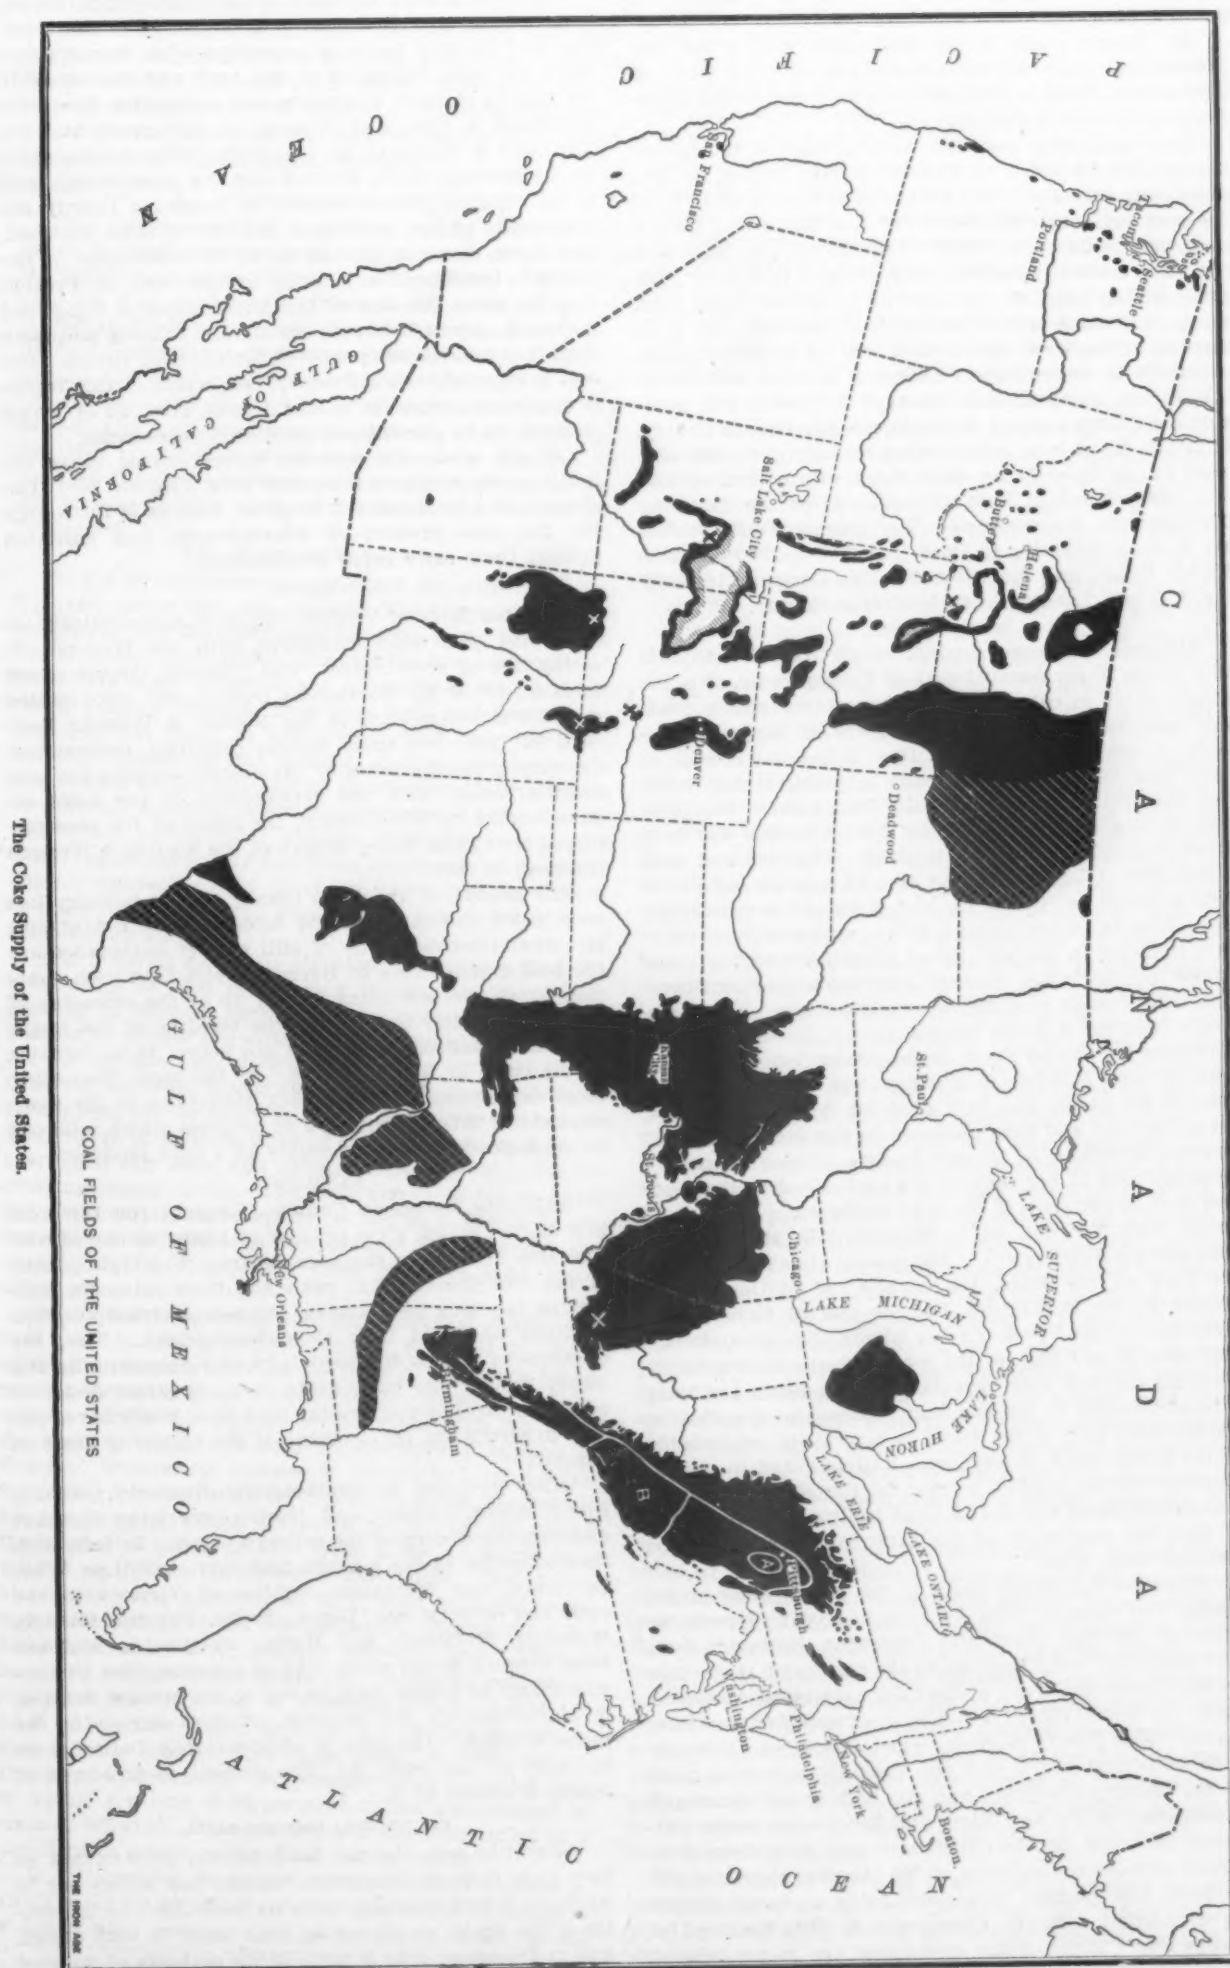 PACIFIC OCEAN
CANADA
Tacoma
Seattle
Portland
San Francisco
Butte
Helena
Salt Lake City
Deadwood
Denver
GULF OF CALIFORNIA
St. Paul
LAKE SUPERIOR
LAKE MICHIGAN
LAKE HURON
LAKE ERIE
LAKE ONTARIO
Chicago
St. Louis
Pittsburgh
A
B
Birmingham
New Orleans
Washington
Philadelphia
New York
Boston
GULF OF MEXICO
ATLANTIC OCEAN
COAL FIELDS OF THE UNITED STATES
THE IRON AGE
The Coke Supply of the United States.